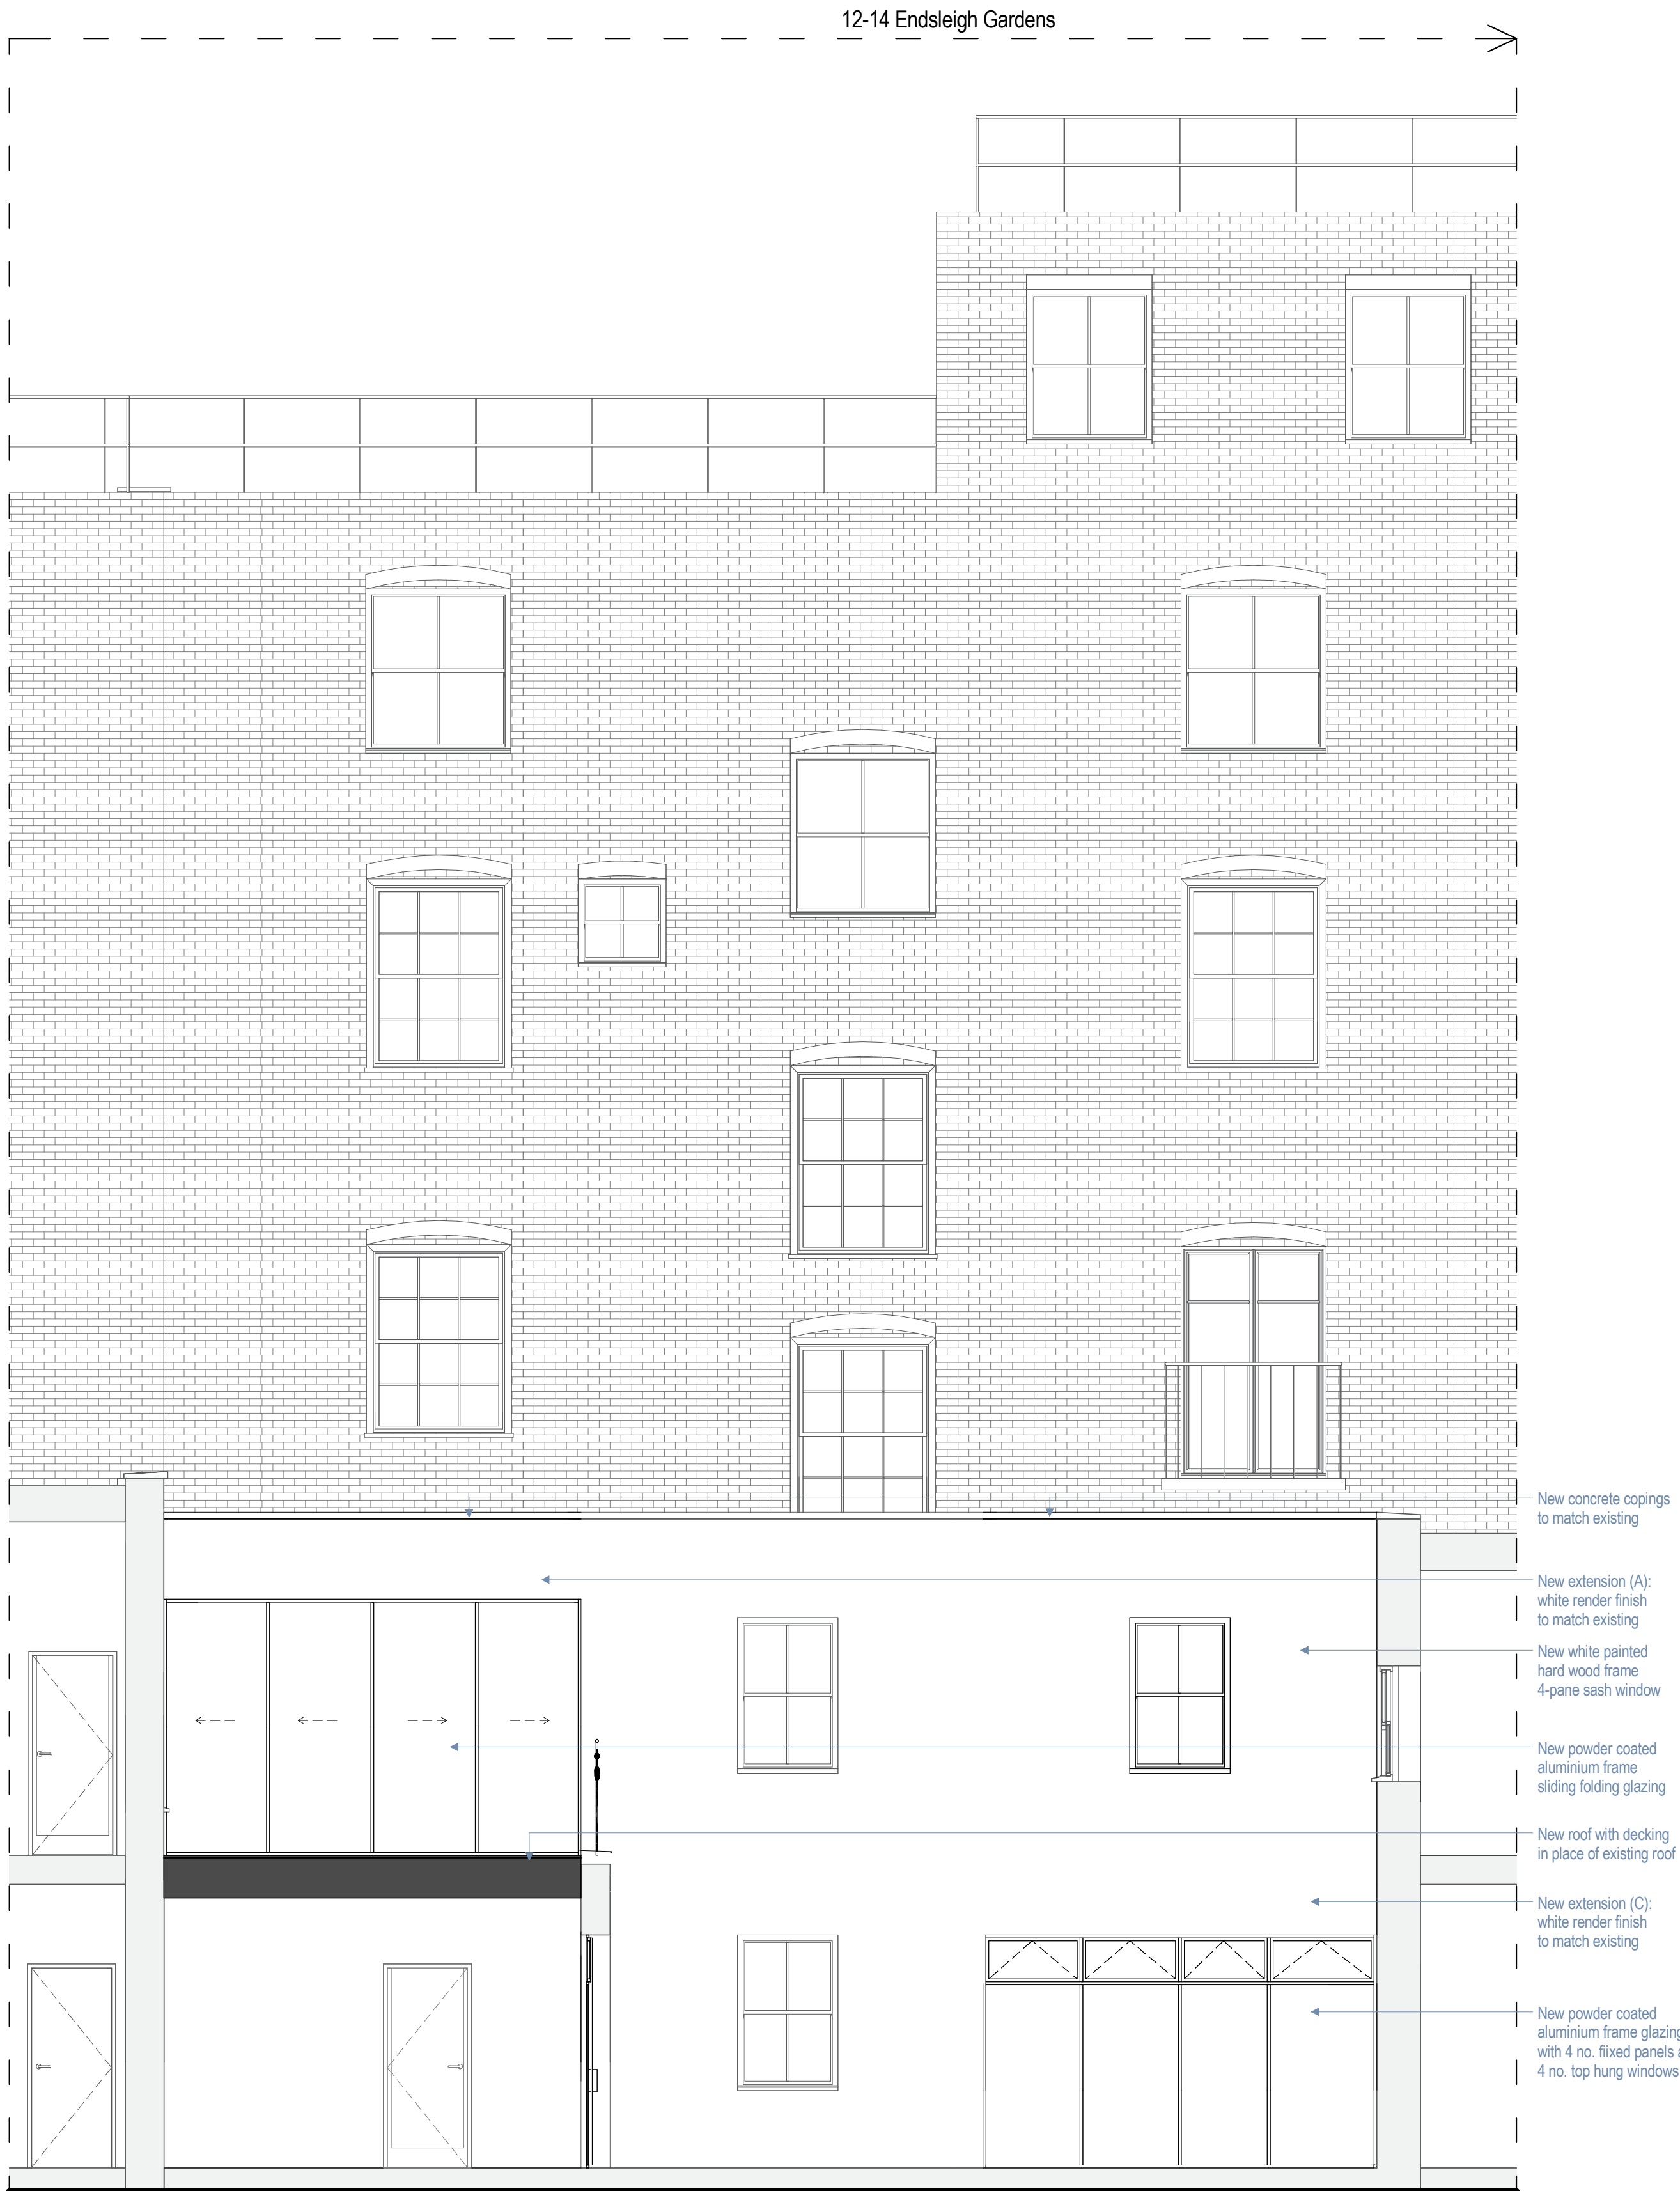 12-14 Endsleigh Gardens
New concrete copings
to match existing
New extension (A):
white render finish
to match existing
New white painted
hard wood frame
4-pane sash window
New powder coated
aluminium frame
sliding folding glazing
New roof with decking
in place of existing roof
New extension (C):
white render finish
to match existing
New powder coated
aluminium frame glazing
with 4 no. fiixed panels
4 no. top hung windows